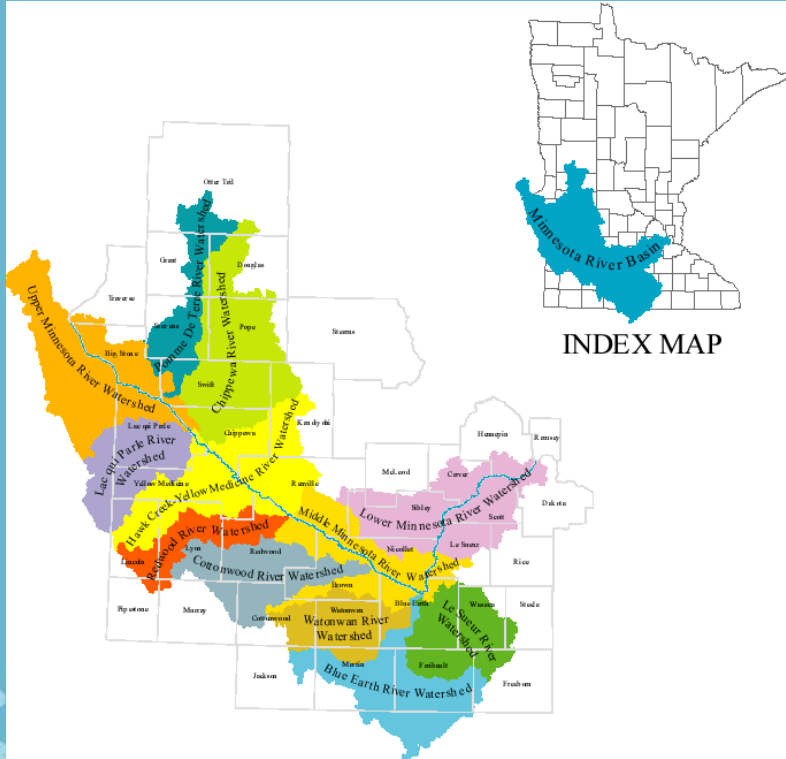 Minnesota River Basin
INDEX MAP
Otter Tail
Grant
Douglas
Traverse
Stevens
Pope
Stearns
Big Stone
Swift
Pomme De Terre River Watershed
Chippewa River Watershed
Upper Minnesota River Watershed
Lac qui Parle
Lac qui Parle River
Watershed
Chippewa
Kandyohi
Yellow Medicine
Renville
Hawk Creek-Yellow Medicine River Watershed
McLeod
Hennepin
Ramsey
Carver
Dakota
Sibley
Scott
Lower Minnesota River Watershed
Lincoln
Lyon
Redwood
Redwood River Watershed
Middle Minnesota River Watershed
Nicollet
Le Sueur
Rice
Cottonwood River Watershed
Brown
Pipestone
Murray
Cottonwood
Watonwan
Watonwan River
Watershed
Blue Earth
Waseca
Steele
Le Sueur River
Watershed
Jackson
Martin
Faribault
Freeborn
Blue Earth River Watershed